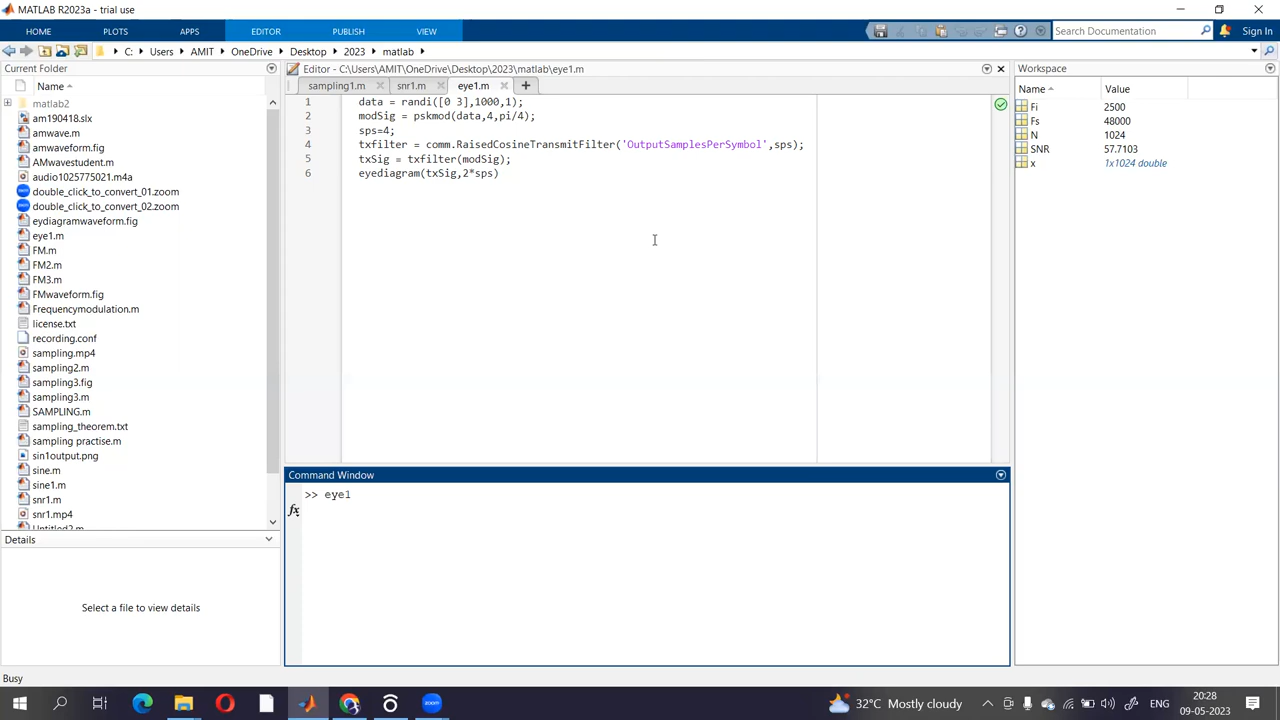 MATLAB R2023a - trial use
HOME PLOTS APPS EDITOR PUBLISH VIEW Search Documentation Sign In
C: Users AMIT OneDrive Desktop 2023 matlab
Current Folder
Name
matlab2
am190418.slx
amwave.m
amwaveform.fig
AMwavestudent.m
audio1025775021.m4a
double_click_to_convert_01.zoom
double_click_to_convert_02.zoom
eydiagramwaveform.fig
eye1.m
FM.m
FM2.m
FM3.m
FMwaveform.fig
Frequencymodulation.m
license.txt
recording.conf
sampling.mp4
sampling2.m
sampling3.fig
sampling3.m
SAMPLING.m
sampling_theorem.txt
sampling practise.m
sin1output.png
sine.m
sine1.m
snr1.m
snr1.mp4
Untitled2.m
Details
Select a file to view details
Editor - C:\Users\AMIT\OneDrive\Desktop\2023\matlab\eye1.m
sampling1.m snr1.m eye1.m
1 data = randi([0 3],1000,1);
2 modSig = pskmod(data,4,pi/4);
3 sps=4;
4 txfilter = comm.RaisedCosineTransmitFilter('OutputSamplesPerSymbol',sps);
5 txSig = txfilter(modSig);
6 eyediagram(txSig,2*sps)
Command Window
>> eye1
fx
Workspace
Name Value
Fi 2500
Fs 48000
N 1024
SNR 57.7103
x 1x1024 double
Busy
zoom
32°C Mostly cloudy ENG 20:28
09-05-2023